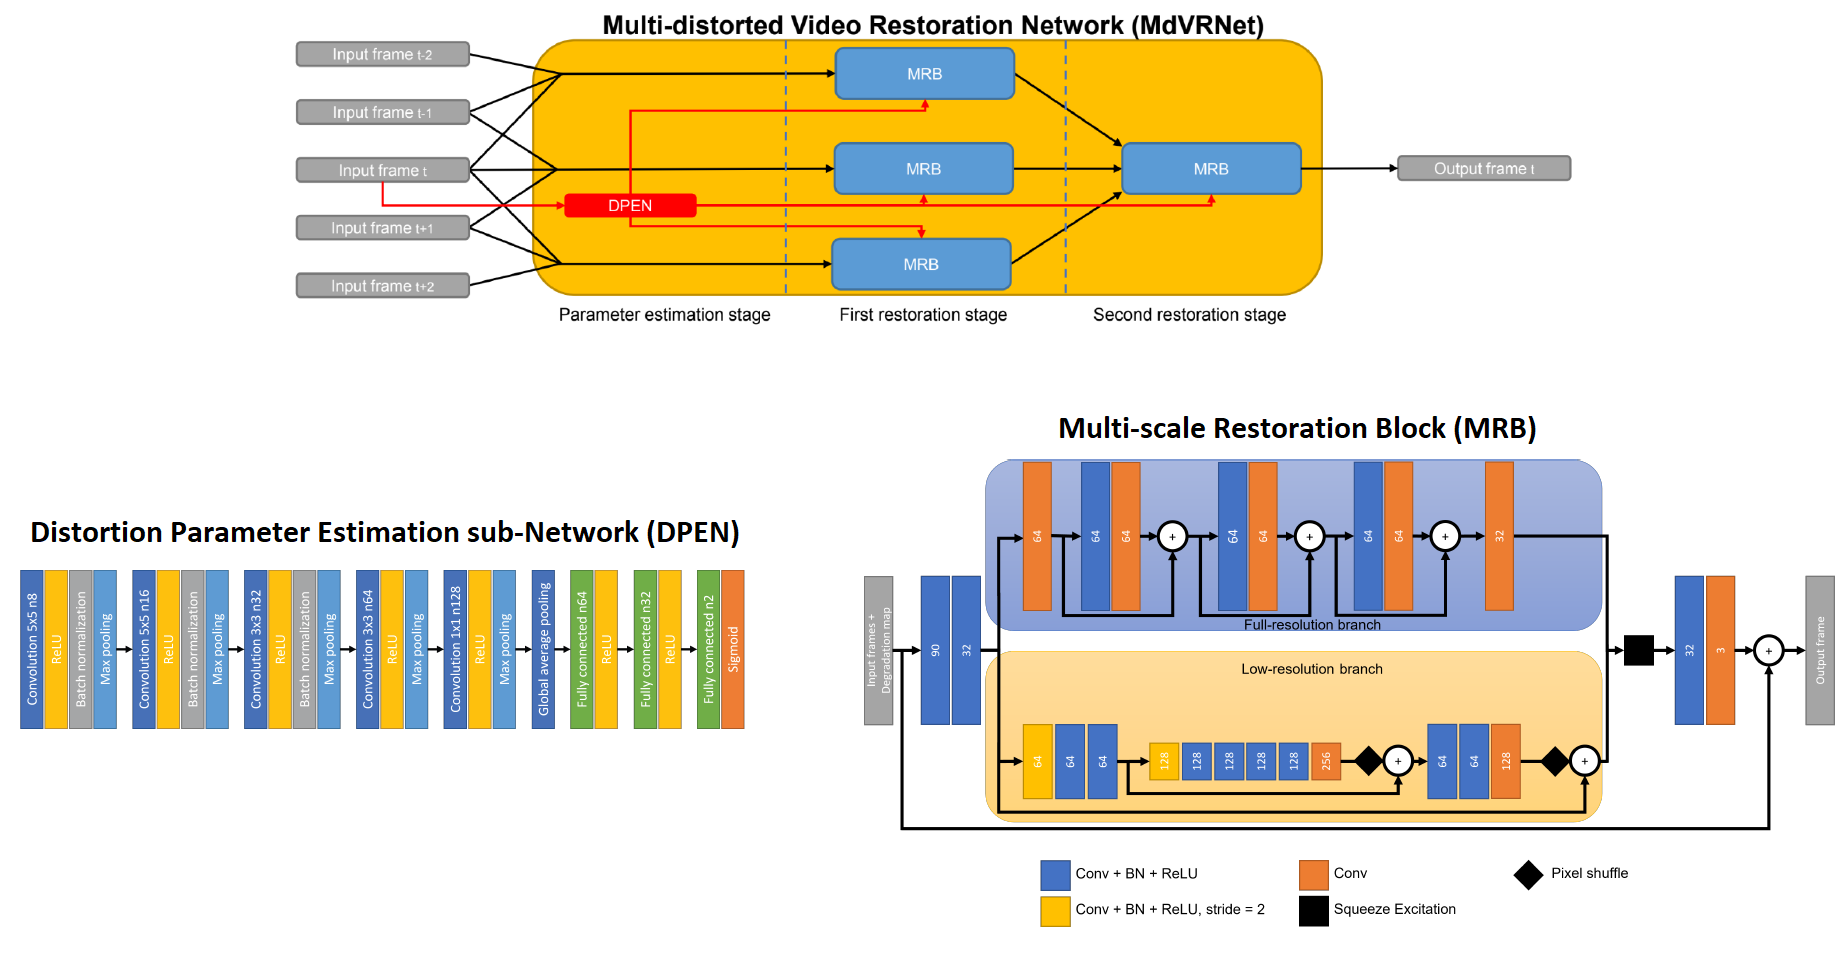 Multi-distorted Video Restoration Network (MdVRNet)
Input frame t-2
Input frame t-1
Input frame t
Input frame t+1
Input frame t+2
DPEN
MRB
MRB
MRB
MRB
Output frame t
Parameter estimation stage
First restoration stage
Second restoration stage
Distortion Parameter Estimation sub-Network (DPEN)
Convolution 5x5 n8
ReLU
Batch normalization
Max pooling
Convolution 5x5 n16
ReLU
Batch normalization
Max pooling
Convolution 3x3 n32
ReLU
Batch normalization
Max pooling
Convolution 3x3 n64
ReLU
Max pooling
Convolution 1x1 n128
ReLU
Max pooling
Global average pooling
Fully connected n64
ReLU
Fully connected n32
ReLU
Fully connected n2
Sigmoid
Multi-scale Restoration Block (MRB)
Input frames +
Degradation map
90
32
64
64
64
+
64
64
+
64
64
+
32
Full-resolution branch
Low-resolution branch
64
64
64
128
128
128
128
128
256
+
64
64
128
+
32
3
+
Output frame
Conv + BN + ReLU
Conv
Pixel shuffle
Conv + BN + ReLU, stride = 2
Squeeze Excitation